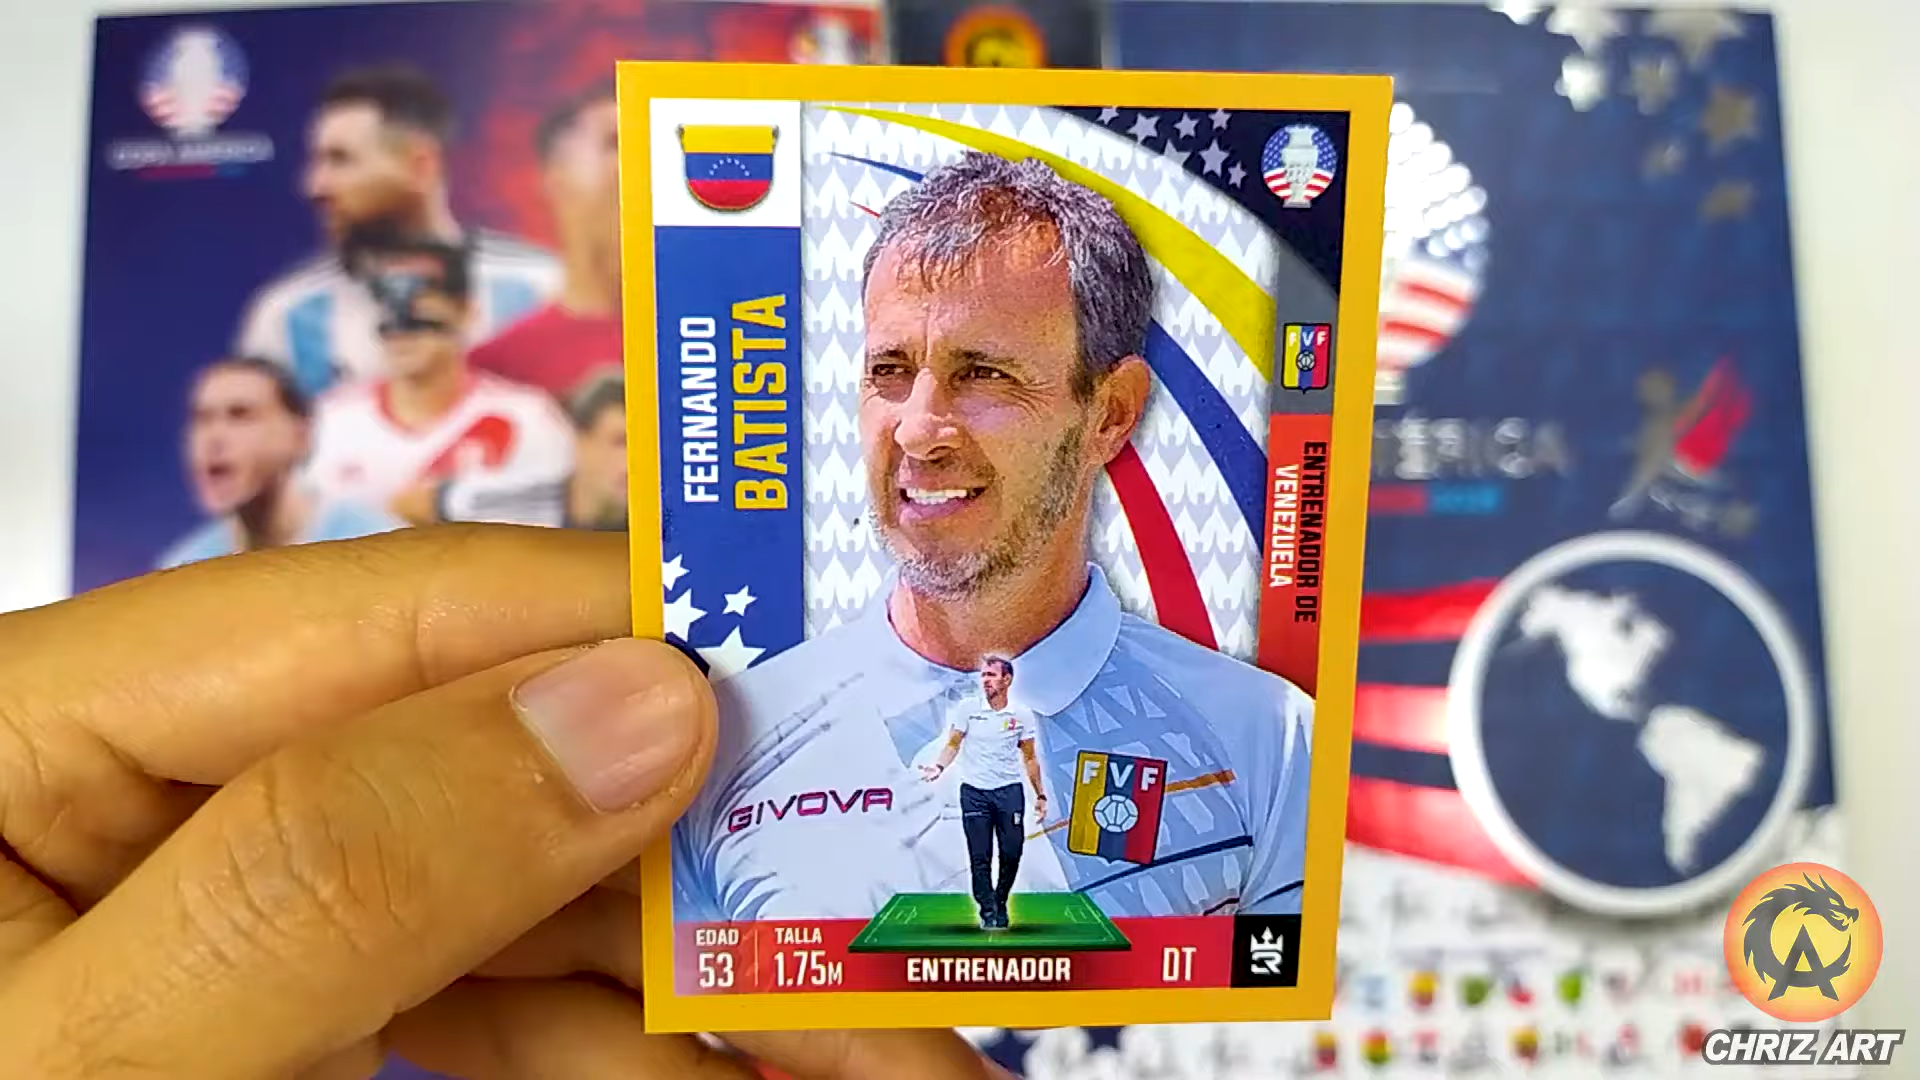 FERNANDO
BATISTA
FVF
ENTRENADOR DE
VENEZUELA
GIVOVA
FVF
EDAD
53
TALLA
1.75M
ENTRENADOR
DT
CHRIZ ART